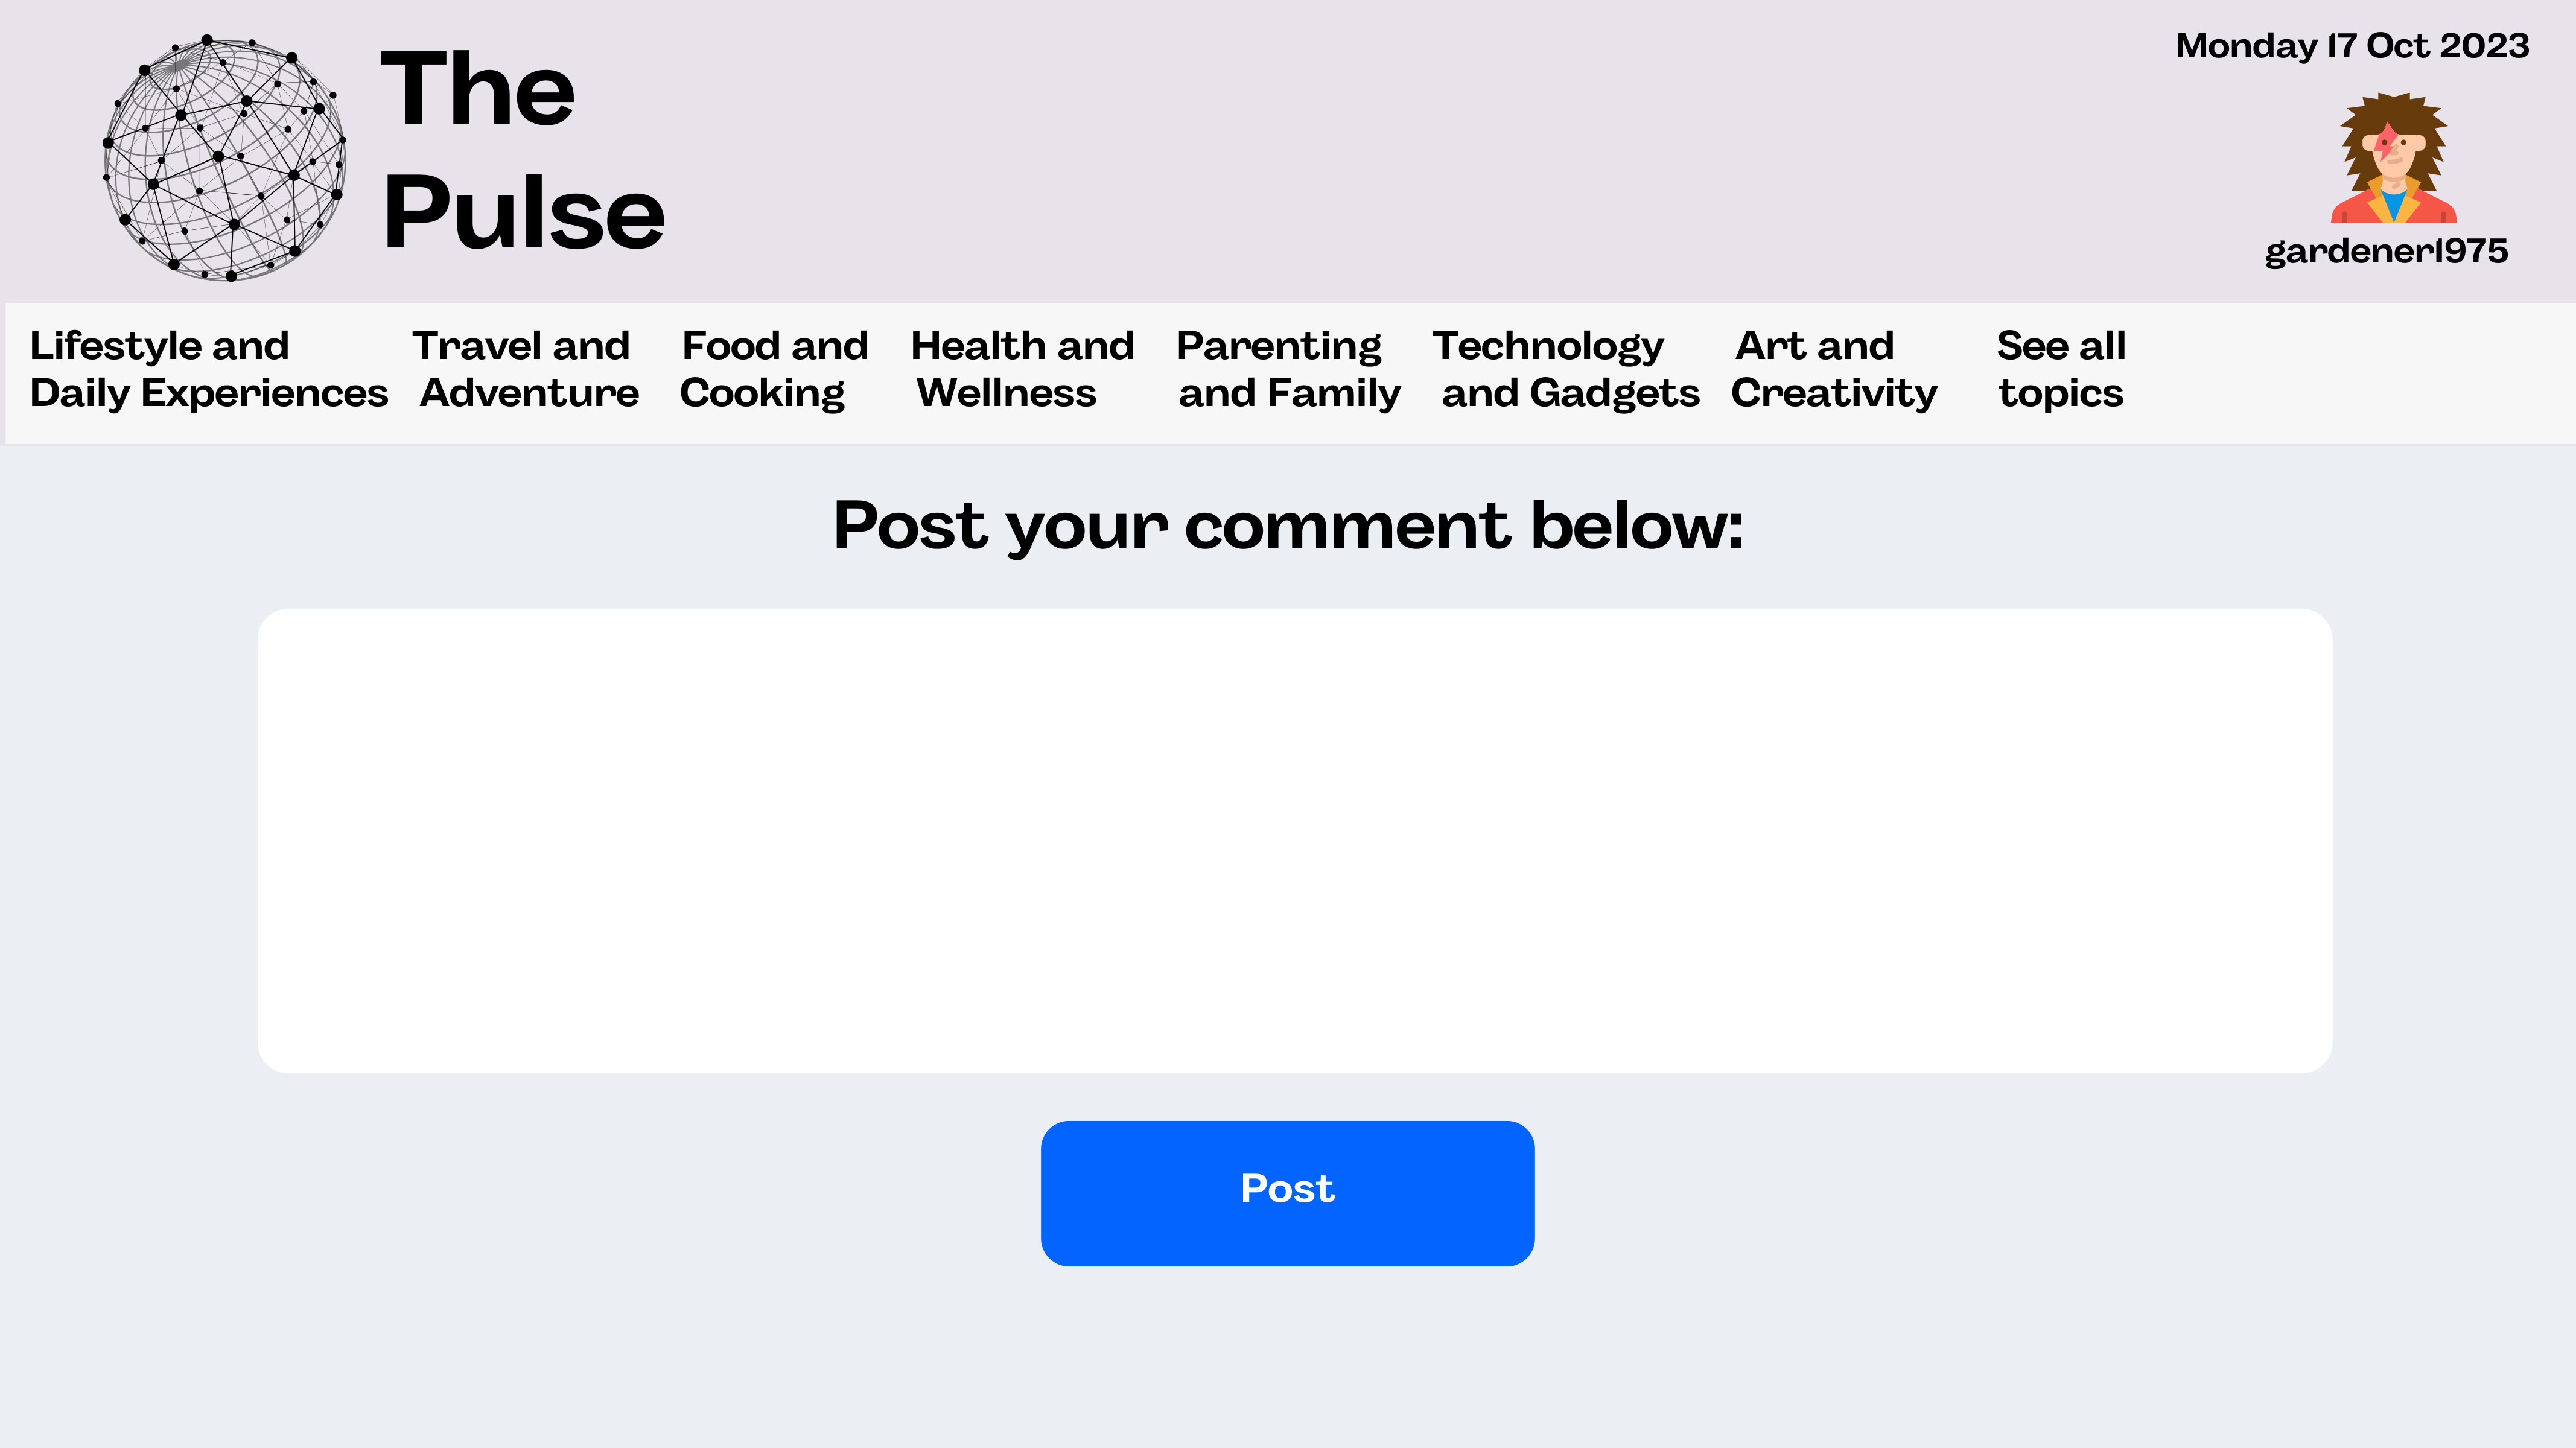 The
Pulse
Monday 17 Oct 2023
gardener1975
Lifestyle and
Daily Experiences
Travel and
Adventure
Food and
Cooking
Health and
Wellness
Parenting
and Family
Technology
and Gadgets
Art and
Creativity
See all
topics
Post your comment below:
Post